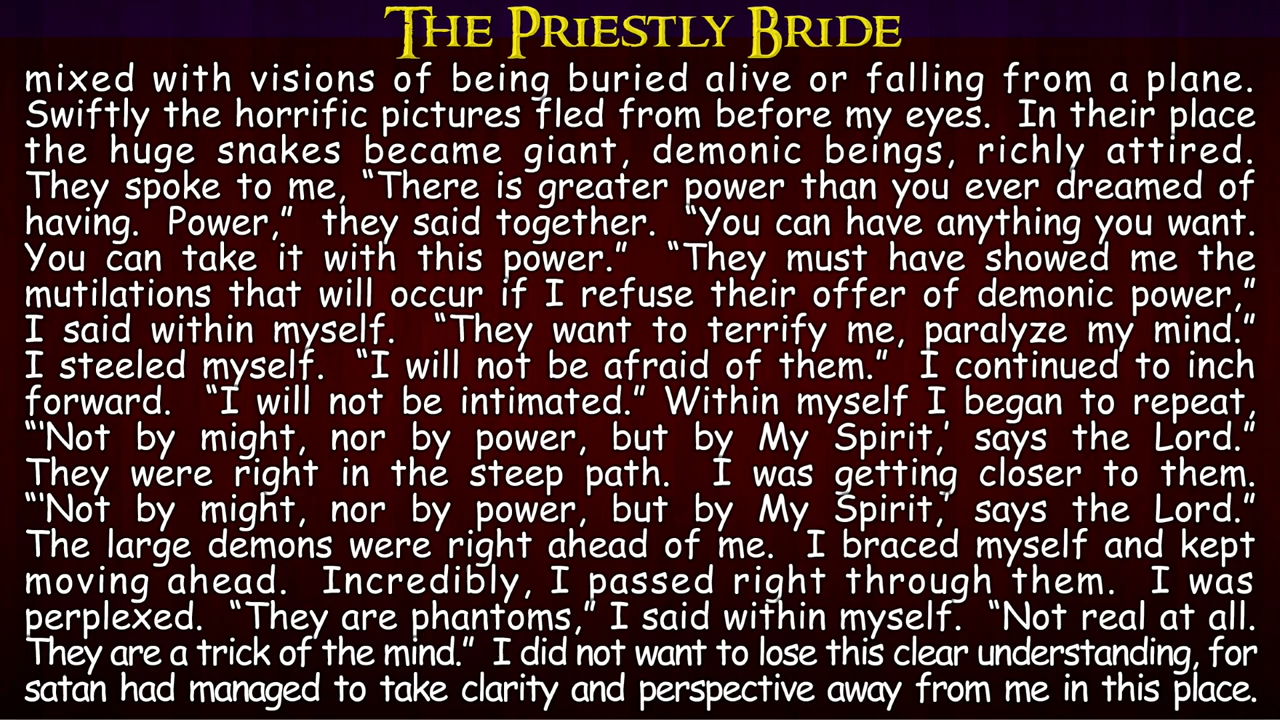 The Priestly Bride
mixed with visions of being buried alive or falling from a plane.
Swiftly the horrific pictures fled from before my eyes.  In their place
the huge snakes became giant, demonic beings, richly attired.
They spoke to me, “There is greater power than you ever dreamed of
having.  Power,”  they said together.  “You can have anything you want.
You can take it with this power.”  “They must have showed me the
mutilations that will occur if I refuse their offer of demonic power,”
I said within myself.  “They want to terrify me, paralyze my mind.”
I steeled myself.  “I will not be afraid of them.”  I continued to inch
forward.  “I will not be intimated.” Within myself I began to repeat,
“‘Not by might, nor by power, but by My Spirit,’ says the Lord.”
They were right in the steep path.  I was getting closer to them.
“‘Not by might, nor by power, but by My Spirit,’ says the Lord.”
The large demons were right ahead of me.  I braced myself and kept
moving ahead.  Incredibly, I passed right through them.  I was
perplexed.  “They are phantoms,” I said within myself.  “Not real at all.
They are a trick of the mind.”  I did not want to lose this clear understanding, for
satan had managed to take clarity and perspective away from me in this place.